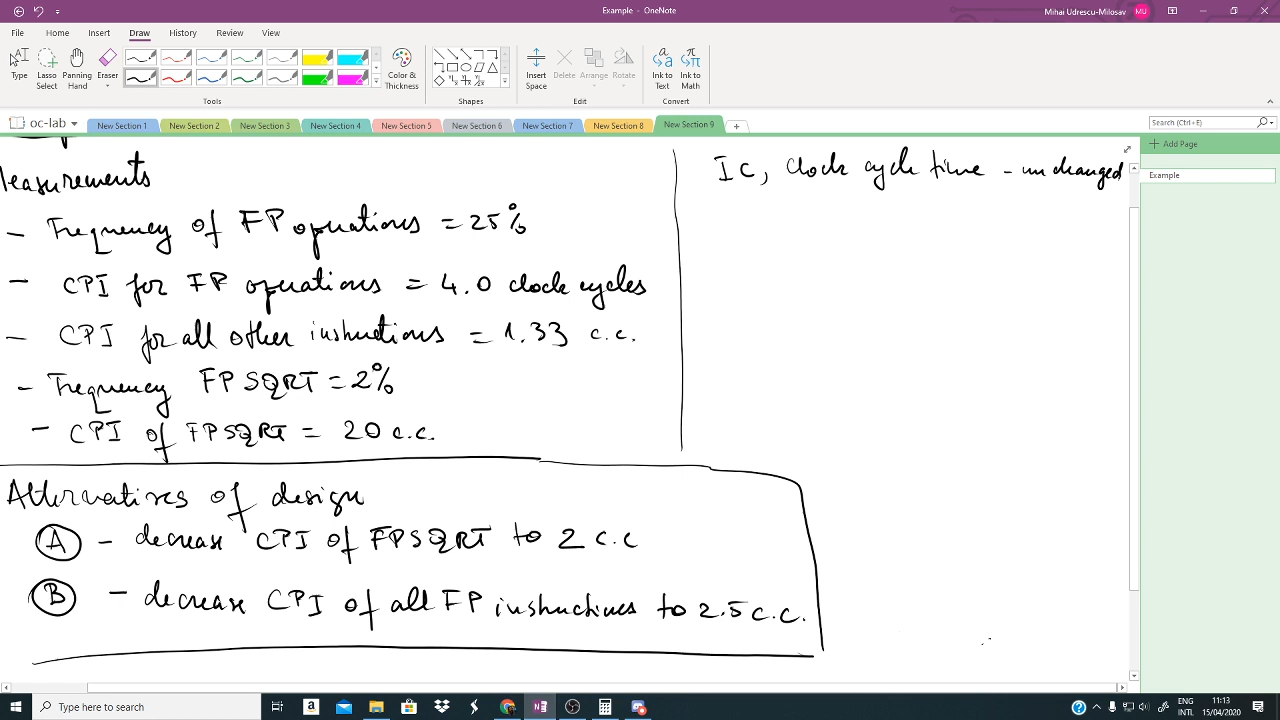 Example - OneNote
Mihai Udrescu-Milosav MU
File Home Insert Draw History Review View
Type Lasso Select Panning Hand Eraser Color & Thickness Insert Space Delete Arrange Rotate Ink to Text Ink to Math
Tools Shapes Edit Convert
oc-lab New Section 1 New Section 2 New Section 3 New Section 4 New Section 5 New Section 6 New Section 7 New Section 8 New Section 9 Search (Ctrl+E)
Add Page
Example
Measurements
- Frequency of FP operations = 25%
- CPI for FP operations = 4.0 clock cycles
- CPI for all other instructions = 1.33 c.c.
- Frequency FPSQRT = 2%
- CPI of FPSQRT = 20 c.c.
IC, Clock cycle time - unchanged
Alternatives of design
A - decrease CPI of FPSQRT to 2 c.c
B - decrease CPI of all FP instructions to 2.5 c.c.
Type here to search
ENG
INTL
11:13
15/04/2020